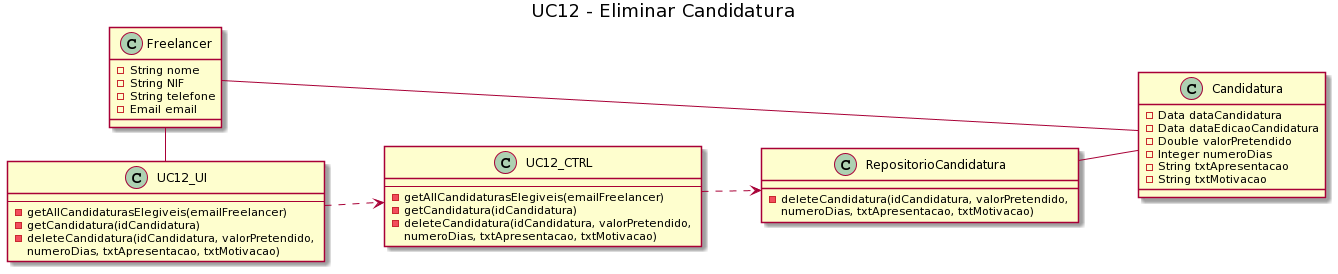 UC12 - Eliminar Candidatura
C Freelancer
String nome
String NIF
String telefone
Email email
C UC12_UI
getAllCandidaturasElegiveis(emailFreelancer)
getCandidatura(idCandidatura)
deleteCandidatura(idCandidatura, valorPretendido,
numeroDias, txtApresentacao, txtMotivacao)
C UC12_CTRL
getAllCandidaturasElegiveis(emailFreelancer)
getCandidatura(idCandidatura)
deleteCandidatura(idCandidatura, valorPretendido,
numeroDias, txtApresentacao, txtMotivacao)
C RepositorioCandidatura
deleteCandidatura(idCandidatura, valorPretendido,
numeroDias, txtApresentacao, txtMotivacao)
C Candidatura
Data dataCandidatura
Data dataEdicaoCandidatura
Double valorPretendido
Integer numeroDias
String txtApresentacao
String txtMotivacao